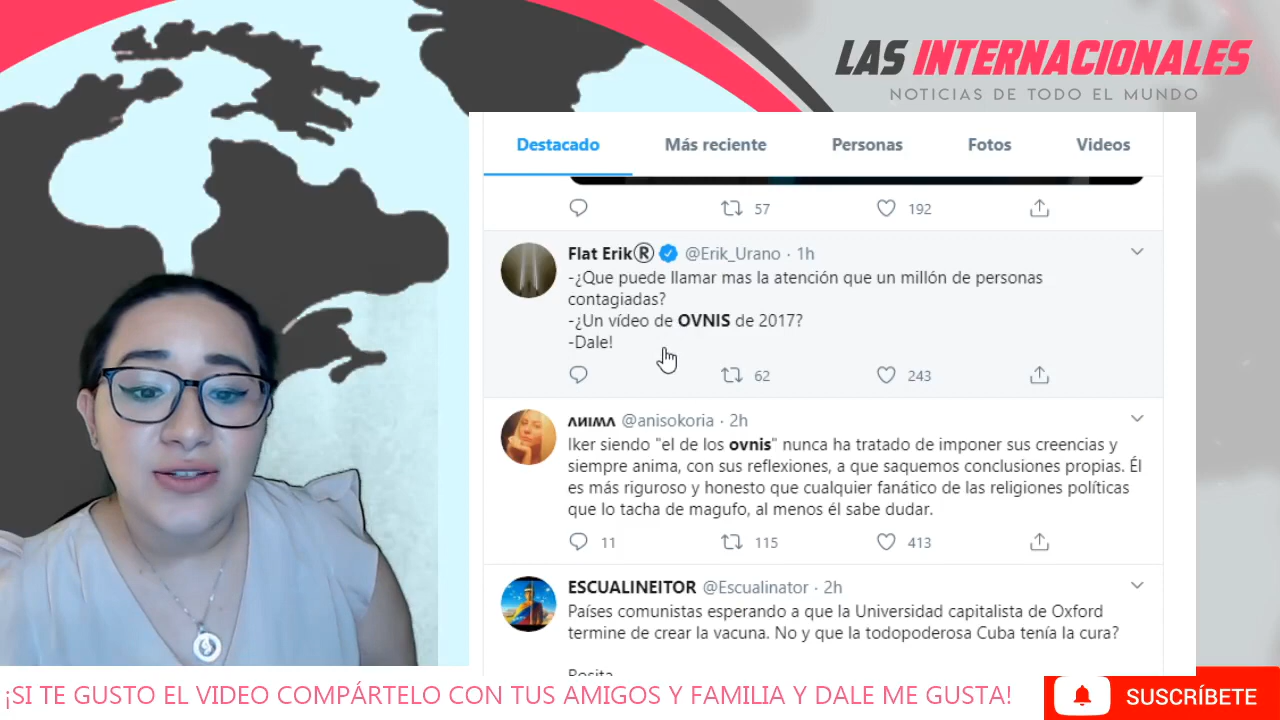 LAS INTERNACIONALES
NOTICIAS DE TODO EL MUNDO
Destacado Más reciente Personas Fotos Videos
57 192
Flat Erik® @Erik_Urano · 1h
-¿Que puede llamar mas la atención que un millón de personas
contagiadas?
-¿Un vídeo de OVNIS de 2017?
-Dale!
62 243
ΛИIMΛ @anisokoria · 2h
Iker siendo "el de los ovnis" nunca ha tratado de imponer sus creencias y
siempre anima, con sus reflexiones, a que saquemos conclusiones propias. Él
es más riguroso y honesto que cualquier fanático de las religiones políticas
que lo tacha de magufo, al menos él sabe dudar.
11 115 413
ESCUALINEITOR @Escualinator · 2h
Países comunistas esperando a que la Universidad capitalista de Oxford
termine de crear la vacuna. No y que la todopoderosa Cuba tenía la cura?
¡SI TE GUSTO EL VIDEO COMPÁRTELO CON TUS AMIGOS Y FAMILIA Y DALE ME GUSTA!
SUSCRÍBETE